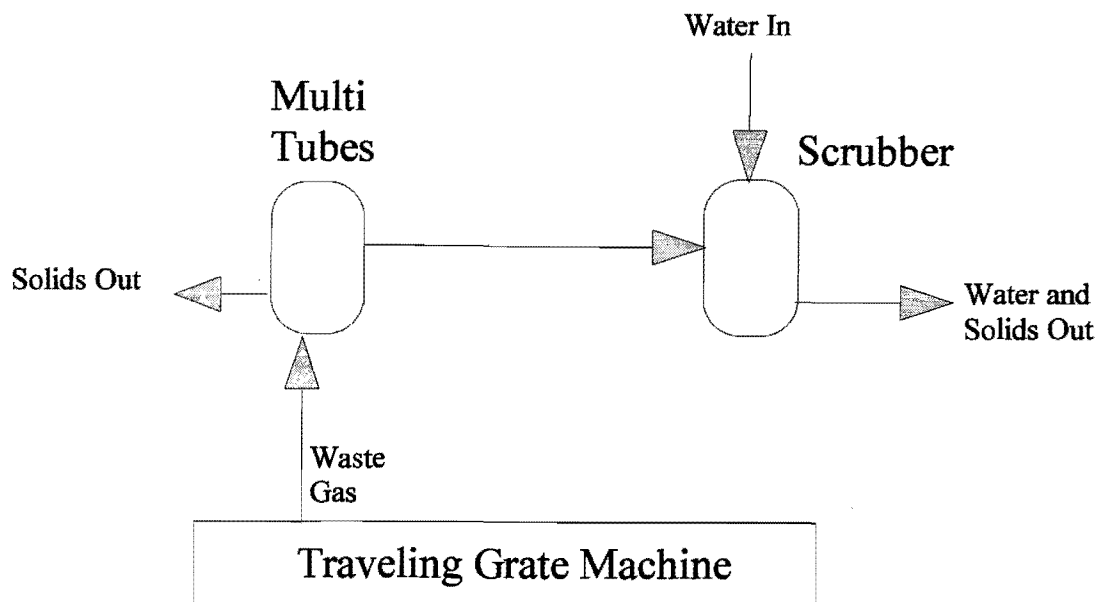 Water In
Multi
Tubes
Scrubber
Solids Out
Water and
Solids Out
Waste
Gas
Traveling Grate Machine